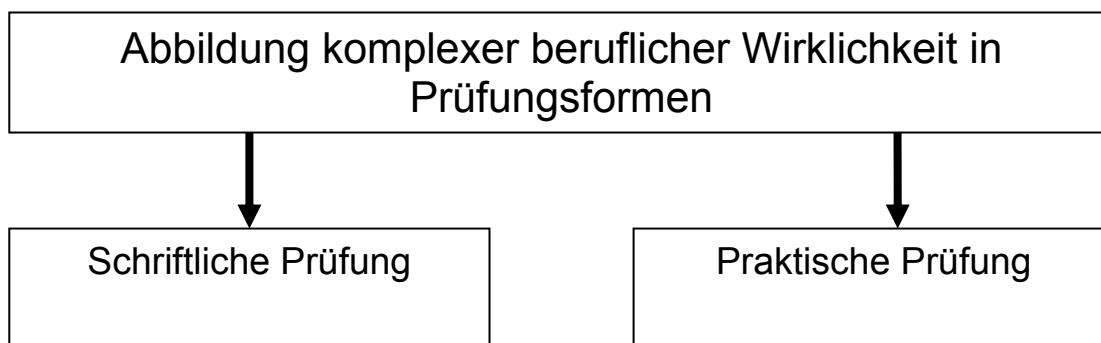 Abbildung komplexer beruflicher Wirklichkeit in
Prüfungsformen
Schriftliche Prüfung
Praktische Prüfung